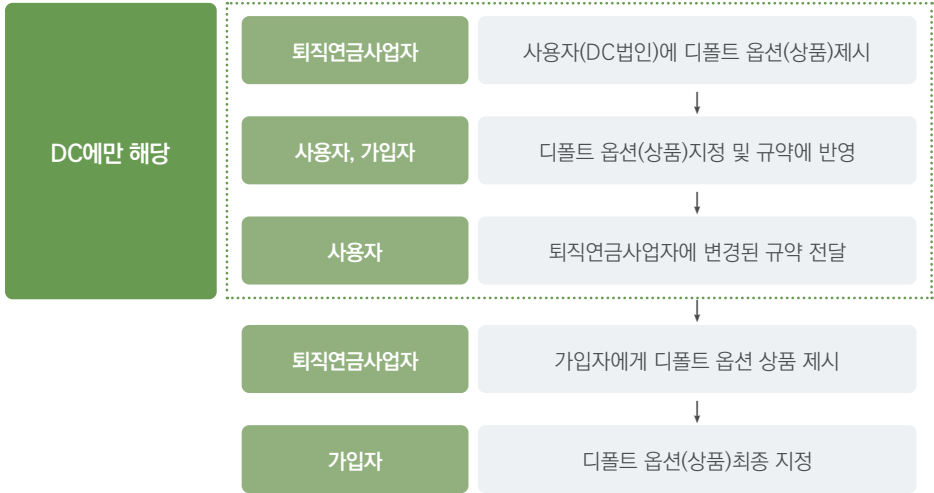 DC에만 해당
퇴직연금사업자
사용자(DC법인)에 디폴트 옵션(상품)제시
사용자, 가입자
디폴트 옵션(상품)지정 및 규약에 반영
사용자
퇴직연금사업자에 변경된 규약 전달
퇴직연금사업자
가입자에게 디폴트 옵션 상품 제시
가입자
디폴트 옵션(상품)최종 지정